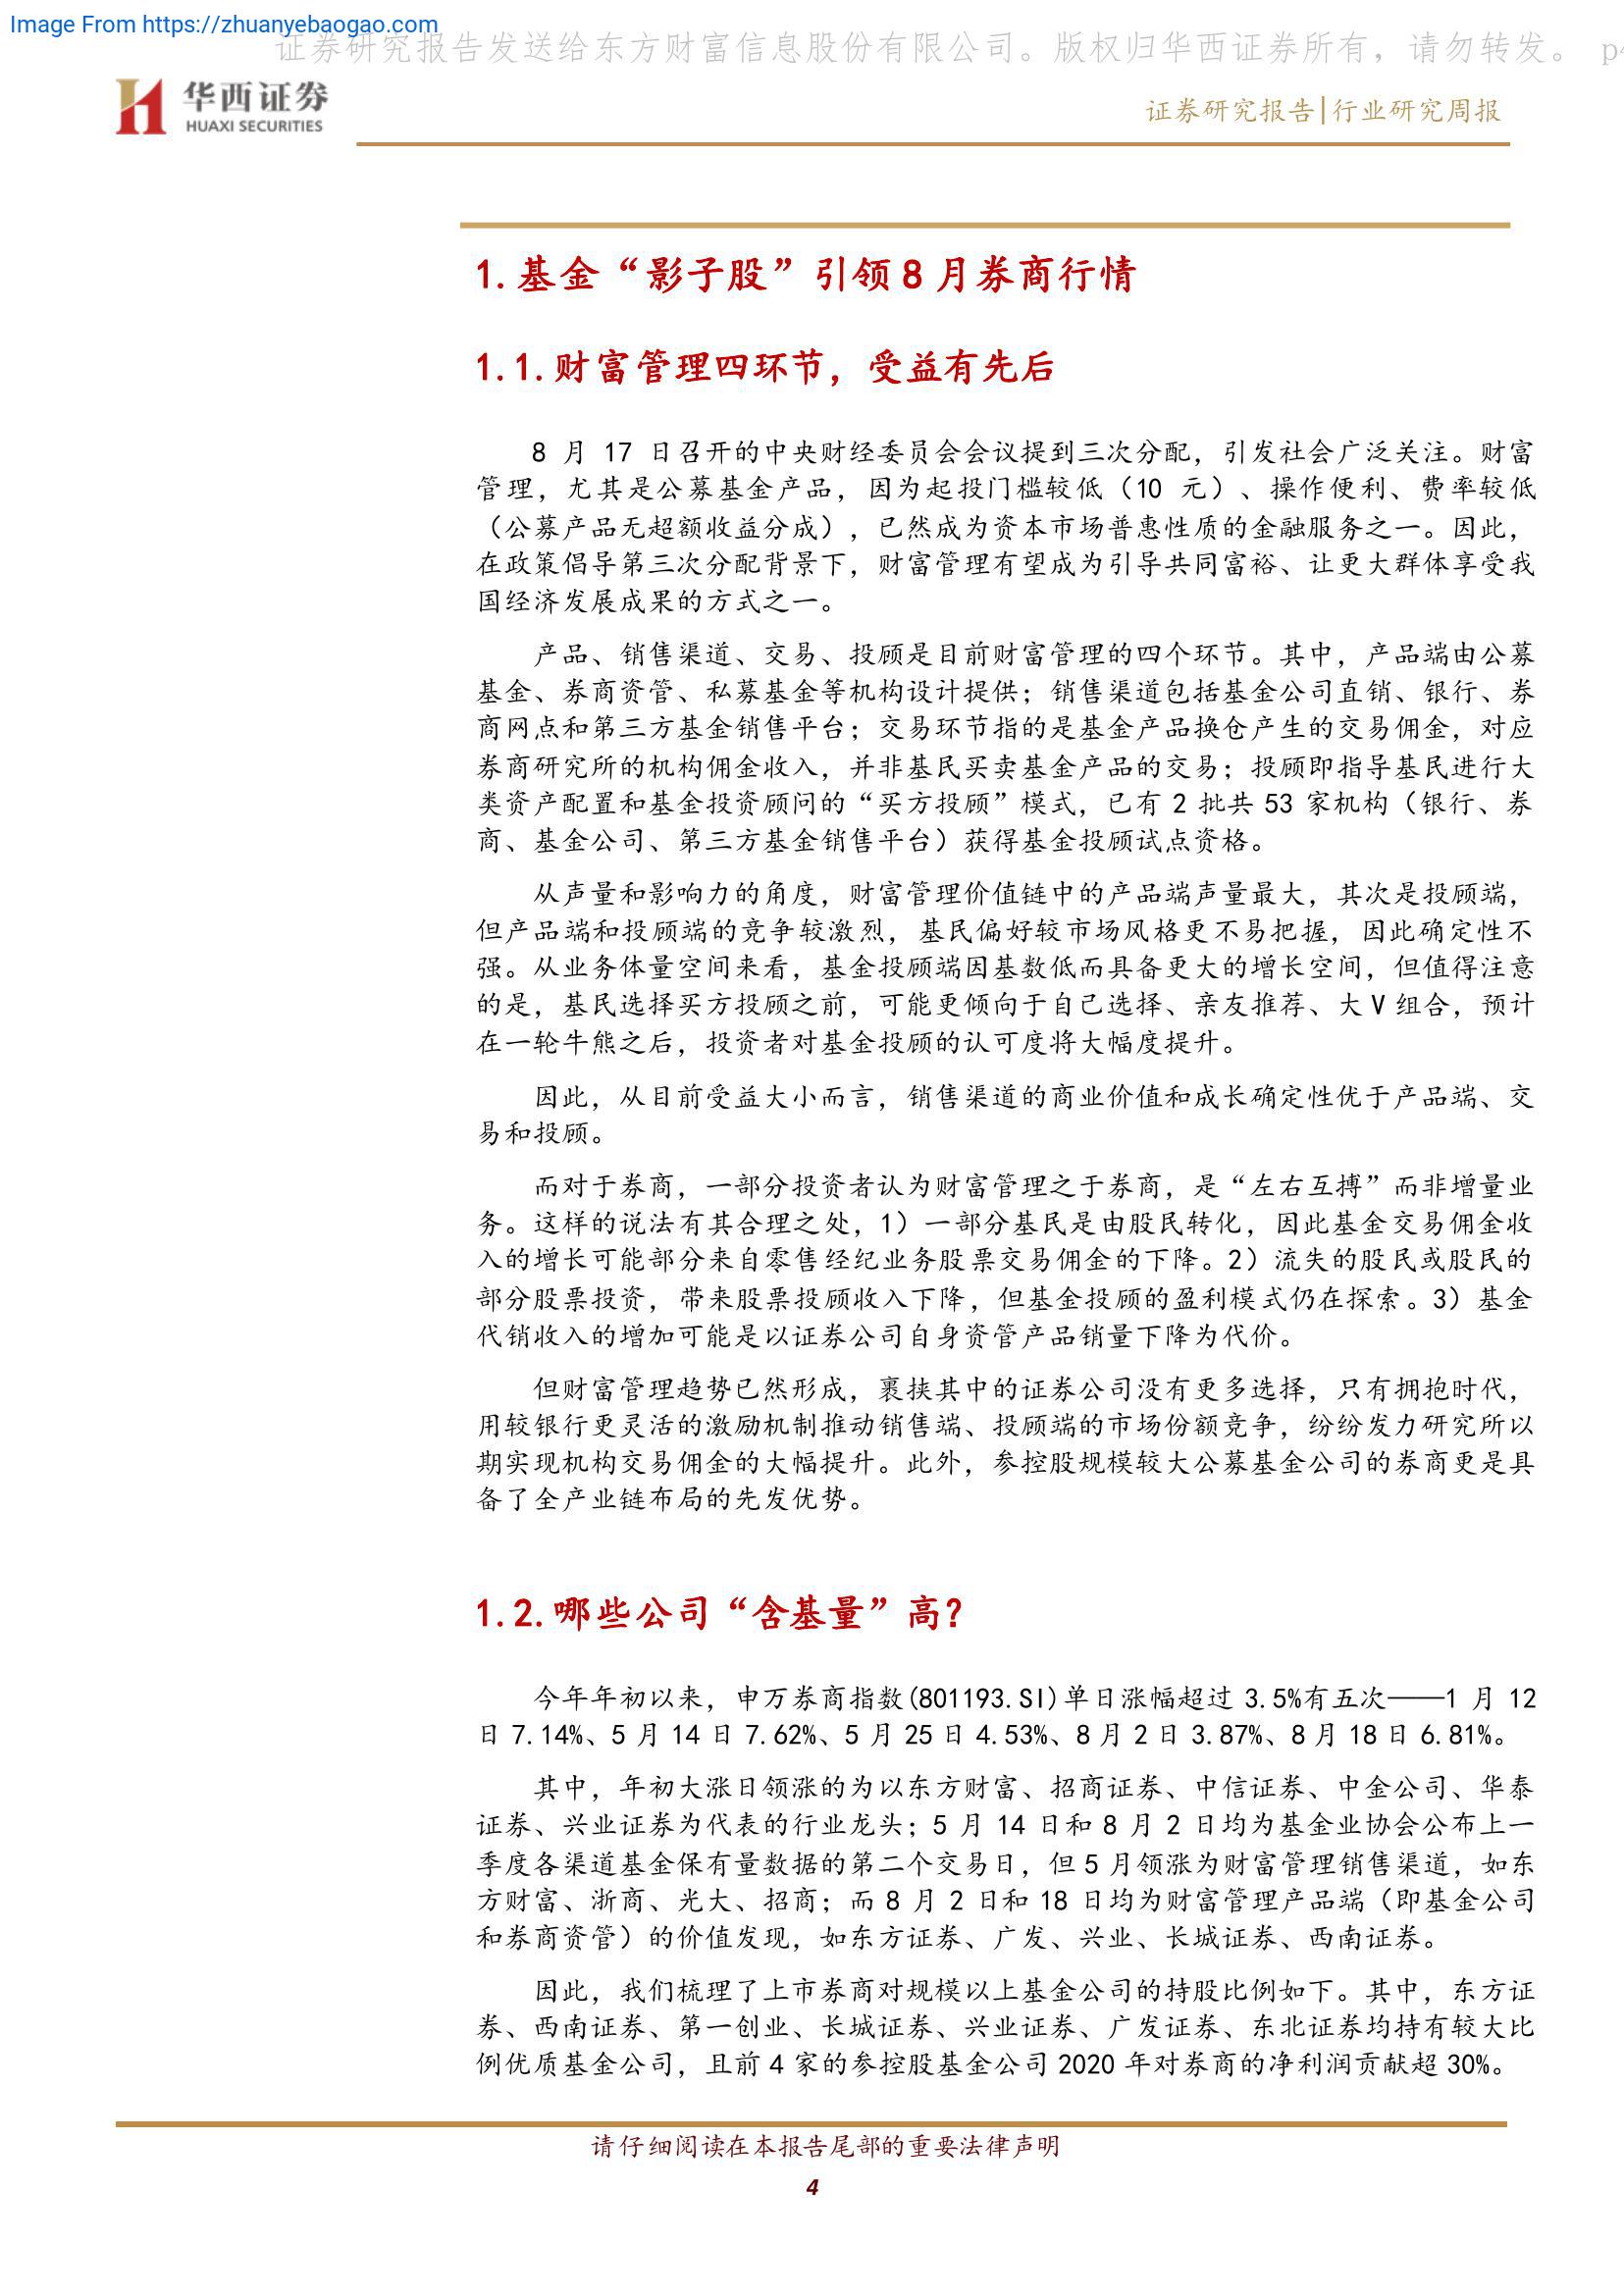 Image From https://zhuanyebaogao.com
证券研究报告发送给东方财富信息股份有限公司。版权归华西证券所有，请勿转发。 p4
华西证券
HUAXI SECURITIES
证券研究报告|行业研究周报
1.基金“影子股”引领8月券商行情
1.1.财富管理四环节，受益有先后
8 月 17 日召开的中央财经委员会会议提到三次分配，引发社会广泛关注。财富
管理，尤其是公募基金产品，因为起投门槛较低（10 元）、操作便利、费率较低
（公募产品无超额收益分成），已然成为资本市场普惠性质的金融服务之一。因此，
在政策倡导第三次分配背景下，财富管理有望成为引导共同富裕、让更大群体享受我
国经济发展成果的方式之一。
产品、销售渠道、交易、投顾是目前财富管理的四个环节。其中，产品端由公募
基金、券商资管、私募基金等机构设计提供；销售渠道包括基金公司直销、银行、券
商网点和第三方基金销售平台；交易环节指的是基金产品换仓产生的交易佣金，对应
券商研究所的机构佣金收入，并非基民买卖基金产品的交易；投顾即指导基民进行大
类资产配置和基金投资顾问的“买方投顾”模式，已有 2 批共 53 家机构（银行、券
商、基金公司、第三方基金销售平台）获得基金投顾试点资格。
从声量和影响力的角度，财富管理价值链中的产品端声量最大，其次是投顾端，
但产品端和投顾端的竞争较激烈，基民偏好较市场风格更不易把握，因此确定性不
强。从业务体量空间来看，基金投顾端因基数低而具备更大的增长空间，但值得注意
的是，基民选择买方投顾之前，可能更倾向于自己选择、亲友推荐、大 V 组合，预计
在一轮牛熊之后，投资者对基金投顾的认可度将大幅度提升。
因此，从目前受益大小而言，销售渠道的商业价值和成长确定性优于产品端、交
易和投顾。
而对于券商，一部分投资者认为财富管理之于券商，是“左右互搏”而非增量业
务。这样的说法有其合理之处，1）一部分基民是由股民转化，因此基金交易佣金收
入的增长可能部分来自零售经纪业务股票交易佣金的下降。2）流失的股民或股民的
部分股票投资，带来股票投顾收入下降，但基金投顾的盈利模式仍在探索。3）基金
代销收入的增加可能是以证券公司自身资管产品销量下降为代价。
但财富管理趋势已然形成，裹挟其中的证券公司没有更多选择，只有拥抱时代，
用较银行更灵活的激励机制推动销售端、投顾端的市场份额竞争，纷纷发力研究所以
期实现机构交易佣金的大幅提升。此外，参控股规模较大公募基金公司的券商更是具
备了全产业链布局的先发优势。
1.2.哪些公司“含基量”高？
今年年初以来，申万券商指数(801193.SI)单日涨幅超过 3.5%有五次——1 月 12
日 7.14%、5 月 14 日 7.62%、5 月 25 日 4.53%、8 月 2 日 3.87%、8 月 18 日 6.81%。
其中，年初大涨日领涨的为以东方财富、招商证券、中信证券、中金公司、华泰
证券、兴业证券为代表的行业龙头；5 月 14 日和 8 月 2 日均为基金业协会公布上一
季度各渠道基金保有量数据的第二个交易日，但 5 月领涨为财富管理销售渠道，如东
方财富、浙商、光大、招商；而 8 月 2 日和 18 日均为财富管理产品端（即基金公司
和券商资管）的价值发现，如东方证券、广发、兴业、长城证券、西南证券。
因此，我们梳理了上市券商对规模以上基金公司的持股比例如下。其中，东方证
券、西南证券、第一创业、长城证券、兴业证券、广发证券、东北证券均持有较大比
例优质基金公司，且前 4 家的参控股基金公司 2020 年对券商的净利润贡献超 30%。
请仔细阅读在本报告尾部的重要法律声明
4